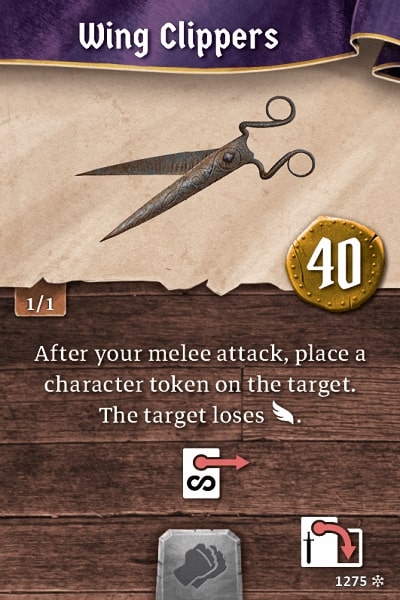 Wing Clippers
40
1/1
After your melee attack, place a
character token on the target.
The target loses .
1275